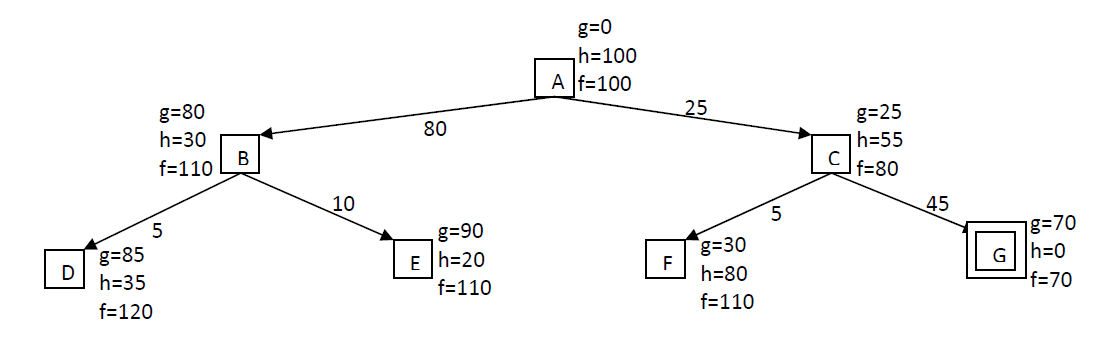 g=0
h=100
f=100
A
80
25
g=80
h=30
f=110
B
g=25
h=55
f=80
C
5
10
5
45
D
g=85
h=35
f=120
E
g=90
h=20
f=110
F
g=30
h=80
f=110
G
g=70
h=0
f=70